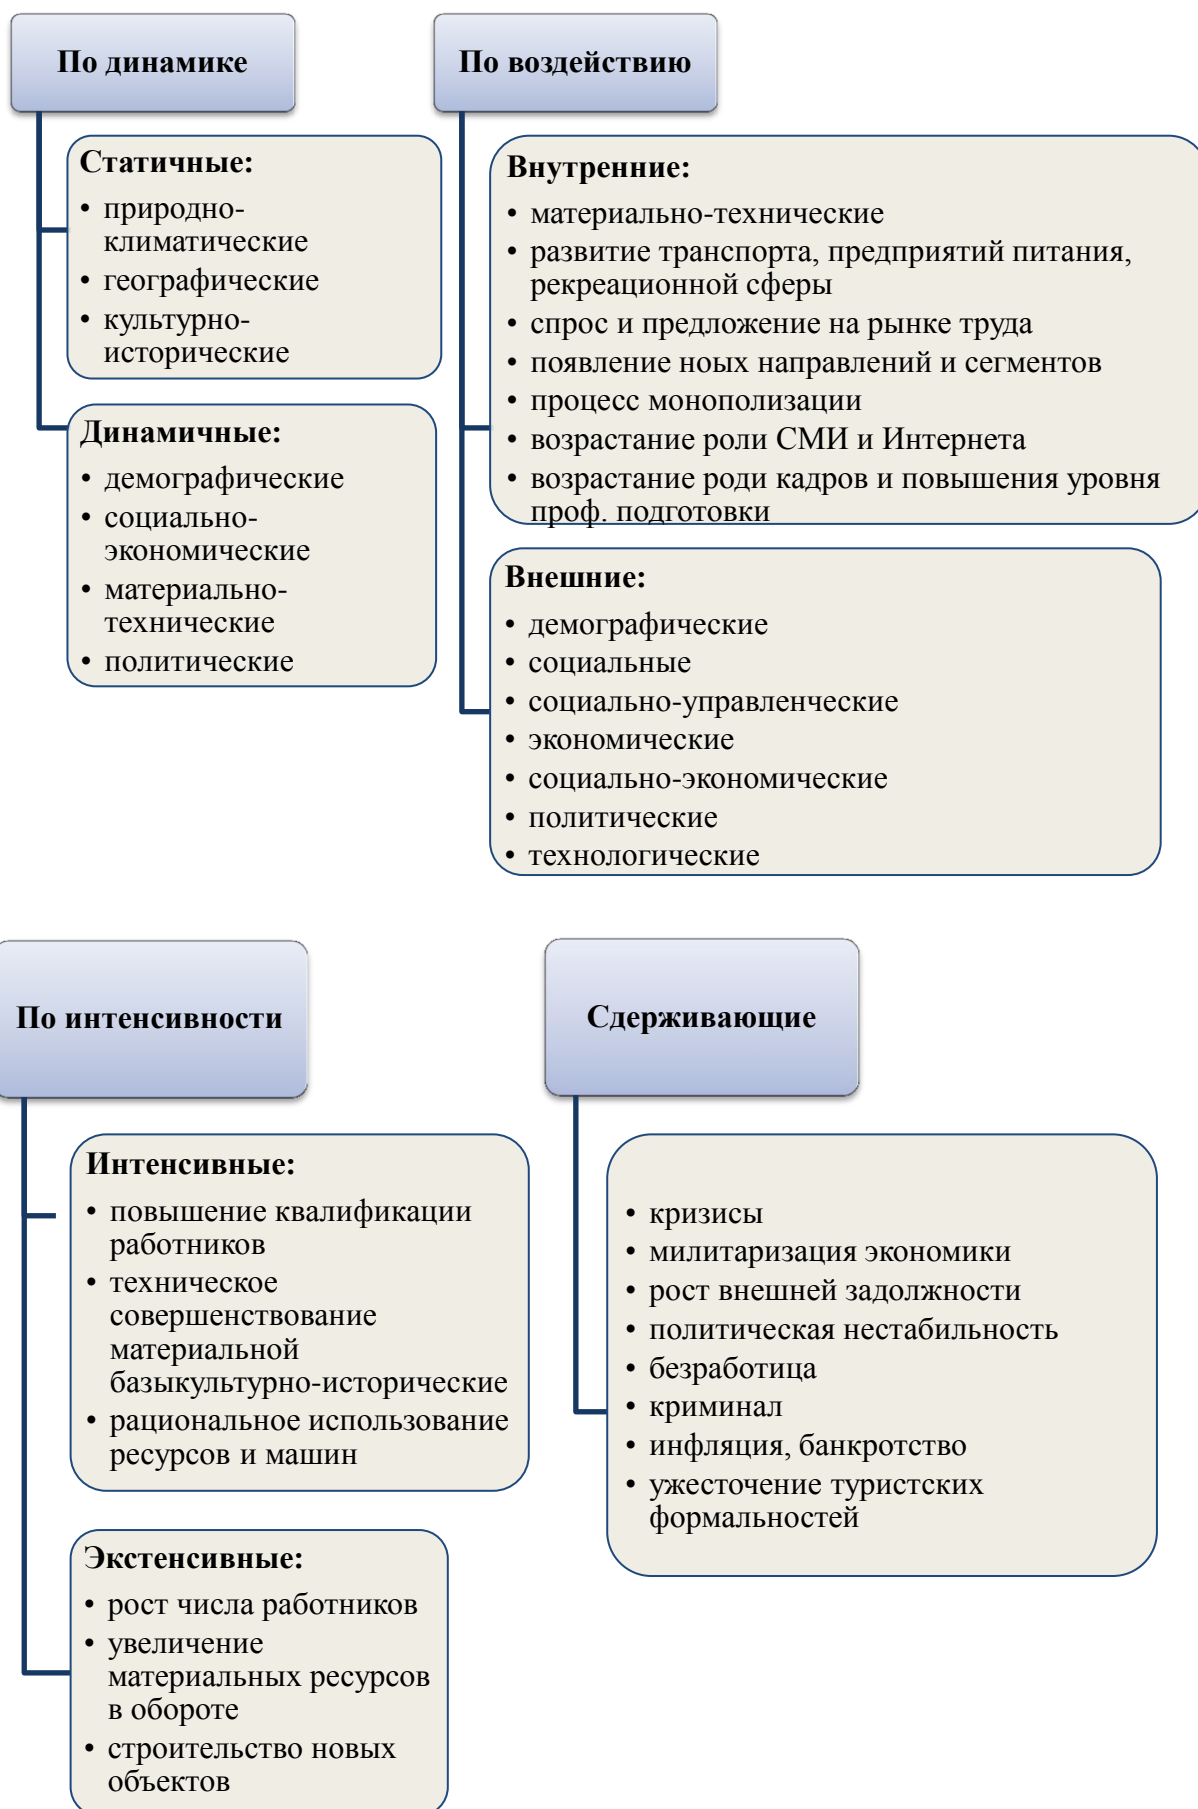 По динамике
Статичные:
• природно-
климатические
• географические
• культурно-
исторические
Динамичные:
• демографические
• социально-
экономические
• материально-
технические
• политические
По воздействию
Внутренние:
• материально-технические
• развитие транспорта, предприятий питания,
рекреационной сферы
• спрос и предложение на рынке труда
• появление ноых направлений и сегментов
• процесс монополизации
• возрастание роли СМИ и Интернета
• возрастание роди кадров и повышения уровня
проф. подготовки
Внешние:
• демографические
• социальные
• социально-управленческие
• экономические
• социально-экономические
• политические
• технологические
По интенсивности
Интенсивные:
• повышение квалификации
работников
• техническое
совершенствование
материальной
базыкультурно-исторические
• рациональное использование
ресурсов и машин
Экстенсивные:
• рост числа работников
• увеличение
материальных ресурсов
в обороте
• строительство новых
объектов
Сдерживающие
• кризисы
• милитаризация экономики
• рост внешней задолжности
• политическая нестабильность
• безработица
• криминал
• инфляция, банкротство
• ужесточение туристских
формальностей